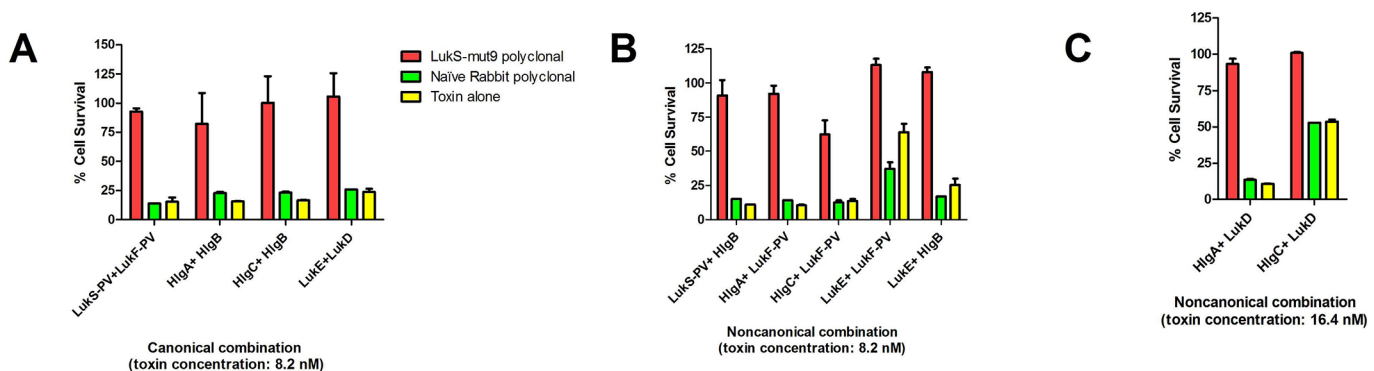 A
% Cell Survival
150
125
100
75
50
25
0
LukS-PV+LukF-PV
HlgA+ HlgB
HlgC+ HlgB
LukE+LukD
Canonical combination
(toxin concentration: 8.2 nM)
LukS-mut9 polyclonal
Naïve Rabbit polyclonal
Toxin alone
B
% Cell Survival
125
100
75
50
25
0
LukS-PV+ HlgB
HlgA+ LukF-PV
HlgC+ LukF-PV
LukE+ LukF-PV
LukE+ HlgB
Noncanonical combination
(toxin concentration: 8.2 nM)
C
% Cell Survival
125
100
75
50
25
0
HlgA+ LukD
HlgC+ LukD
Noncanonical combination
(toxin concentration: 16.4 nM)